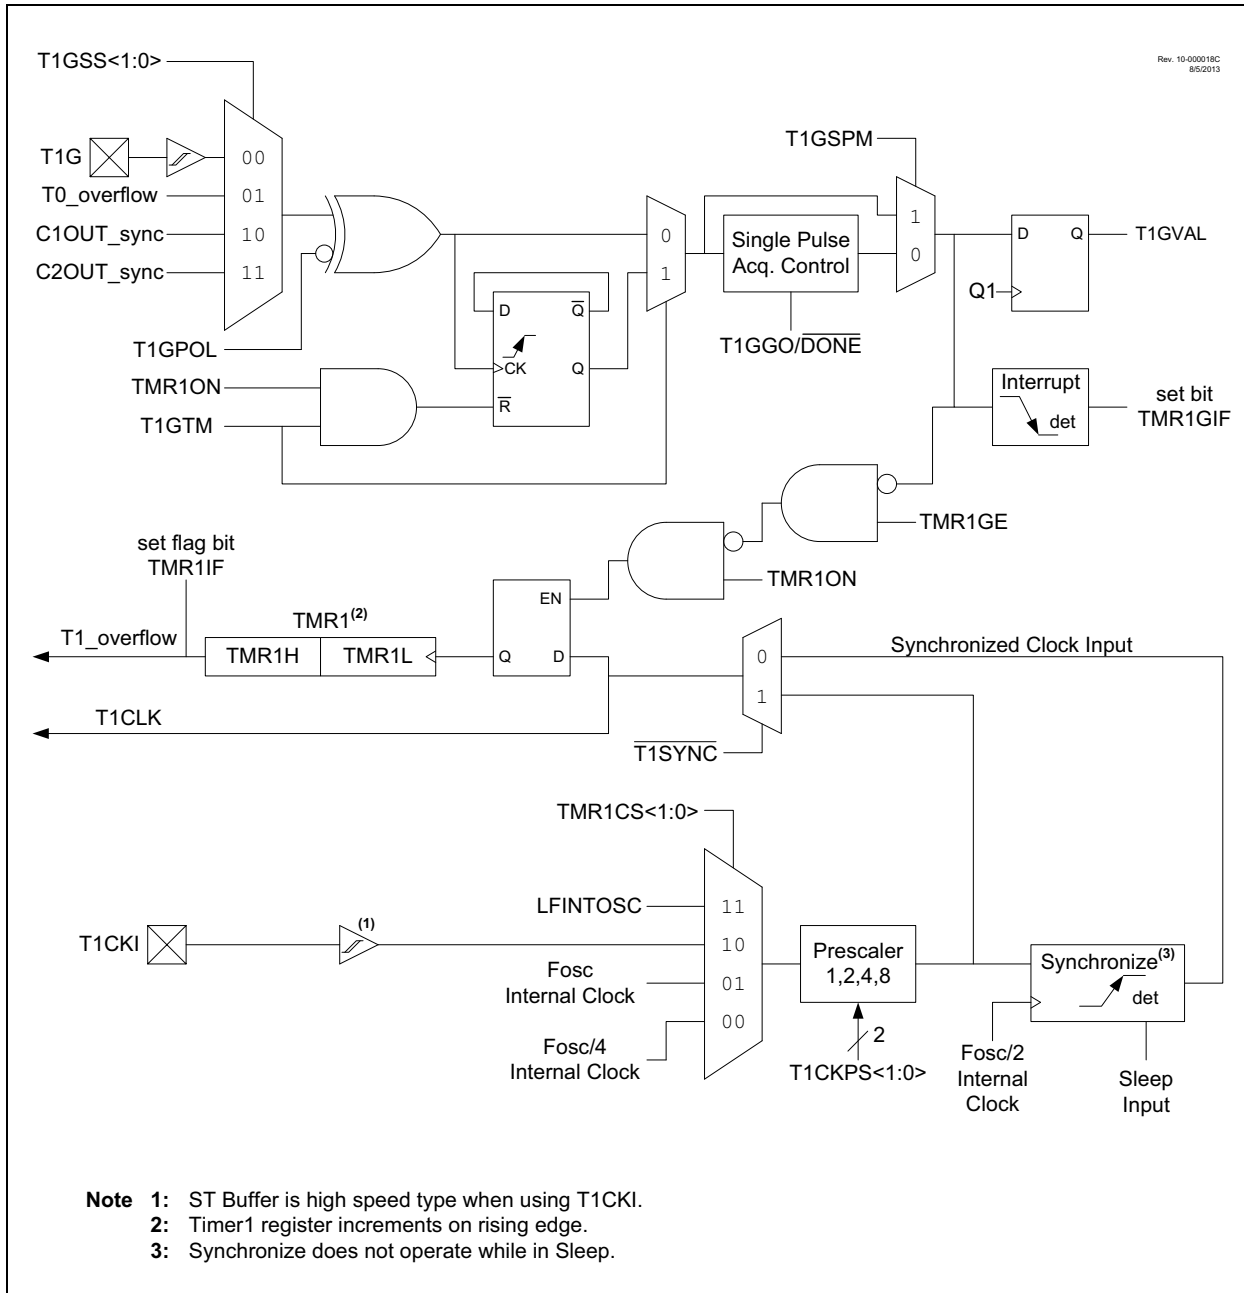 Rev. 10-000018C
8/5/2013
T1GSS<1:0>
T1G
00
T0_overflow
01
C1OUT_sync
10
C2OUT_sync
11
T1GPOL
TMR1ON
T1GTM
D
Q
CK
Q
R
0
1
Single Pulse
Acq. Control
T1GGO/DONE
T1GSPM
1
0
D
Q
T1GVAL
Q1
Interrupt
det
set bit
TMR1GIF
TMR1GE
TMR1ON
set flag bit
TMR1IF
T1_overflow
TMR1(2)
TMR1H
TMR1L
EN
Q
D
T1CLK
0
1
T1SYNC
Synchronized Clock Input
TMR1CS<1:0>
LFINTOSC
11
T1CKI
(1)
10
Fosc
Internal Clock
01
Fosc/4
Internal Clock
00
Prescaler
1,2,4,8
2
T1CKPS<1:0>
Synchronize(3)
det
Fosc/2
Internal
Clock
Sleep
Input
Note 1: ST Buffer is high speed type when using T1CKI.
2: Timer1 register increments on rising edge.
3: Synchronize does not operate while in Sleep.